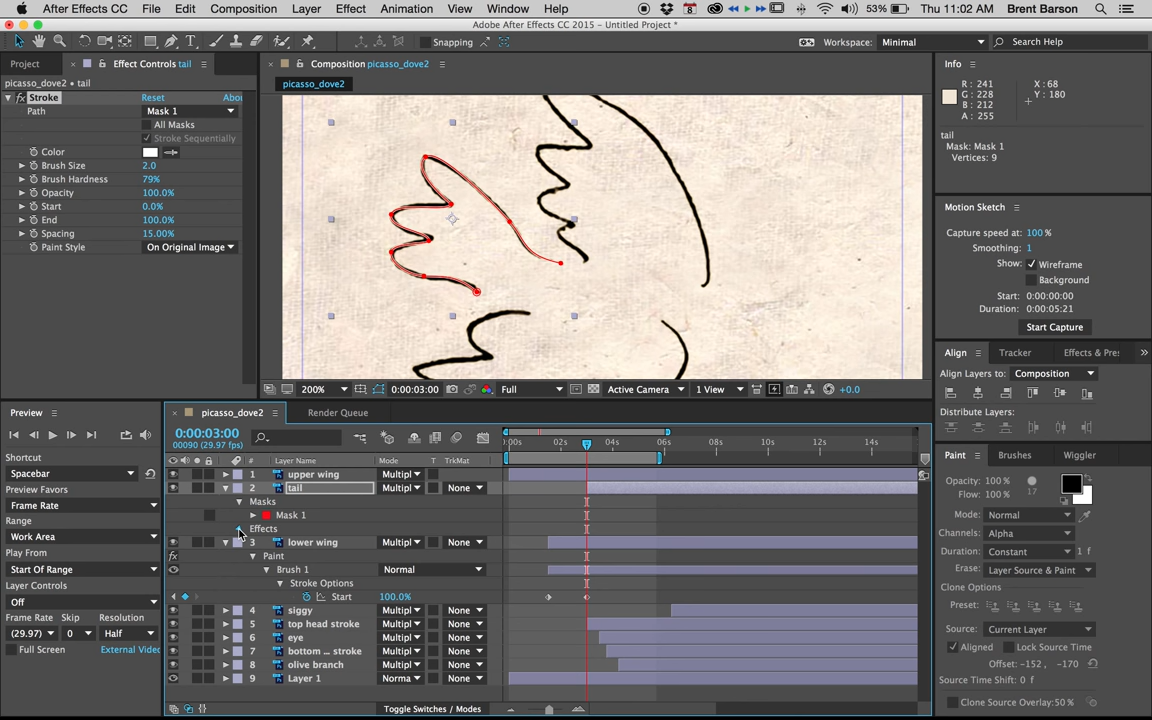 After Effects CC File Edit Composition Layer Effect Animation View Window Help 53% Thu 11:02 AM Brent Barson
Adobe After Effects CC 2015 - Untitled Project *
Snapping Workspace: Minimal Search Help
Project Effect Controls tail
picasso_dove2 • tail
Stroke Reset Abou
Path Mask 1
All Masks
Stroke Sequentially
Color
Brush Size 2.0
Brush Hardness 79%
Opacity 100.0%
Start 0.0%
End 100.0%
Spacing 15.00%
Paint Style On Original Image
Composition picasso_dove2
picasso_dove2
200% 0:00:03:00 Full Active Camera 1 View +0.0
Info
R : 241
G : 228
B : 212
A : 255
X : 68
Y : 180
tail
Mask: Mask 1
Vertices: 9
Motion Sketch
Capture speed at: 100 %
Smoothing: 1
Show: Wireframe
Background
Start: 0:00:00:00
Duration: 0:00:05:21
Start Capture
Align Tracker Effects & Pre:
Align Layers to: Composition
Distribute Layers:
Paint Brushes Wiggler
Opacity: 100 %
Flow: 100 %
17
Mode: Normal
Channels: Alpha
Duration: Constant 1 f
Erase: Layer Source & Paint
Clone Options
Preset:
Source: Current Layer
Aligned Lock Source Time
Offset: -152 , -170
Source Time Shift: 0 f
Clone Source Overlay: 50 %
Preview
Shortcut
Spacebar
Preview Favors
Frame Rate
Range
Work Area
Play From
Start Of Range
Layer Controls
Off
Frame Rate Skip Resolution
(29.97) 0 Half
Full Screen External Video
picasso_dove2 Render Queue
0:00:03:00
00090 (29.97 fps)
# Layer Name Mode T TrkMat
:00s 02s 04s 06s 08s 10s 12s 14s
1 upper wing Multipl
2 tail Multipl None
Masks
Mask 1
Effects
3 lower wing Multipl None
Paint
Brush 1 Normal
Stroke Options
Start 100.0%
4 siggy Multipl None
5 top head stroke Multipl None
6 eye Multipl None
7 bottom ... stroke Multipl None
8 olive branch Multipl None
9 Layer 1 Norma None
Toggle Switches / Modes